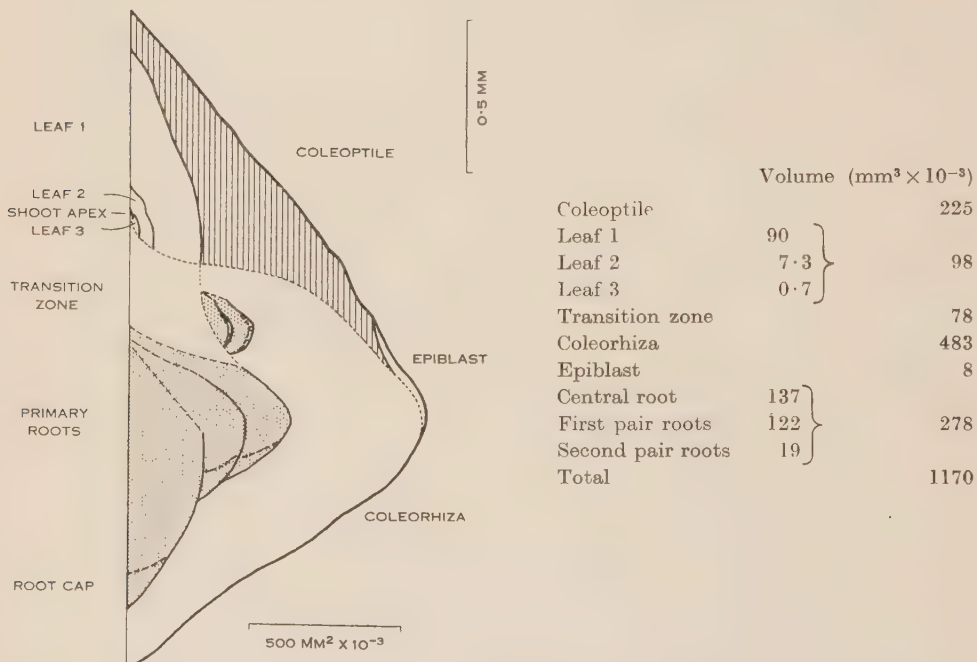 LEAF 1
LEAF 2
SHOOT APEX
LEAF 3
TRANSITION
ZONE
PRIMARY
ROOTS
ROOT CAP
COLEOPTILE
EPIBLAST
COLEORHIZA
0·5 MM
500 MM² X 10⁻³
Volume (mm³ × 10⁻³)
Coleoptile 225
Leaf 1 90
Leaf 2 7·3 98
Leaf 3 0·7
Transition zone 78
Coleorhiza 483
Epiblast 8
Central root 137
First pair roots 122 278
Second pair roots 19
Total 1170